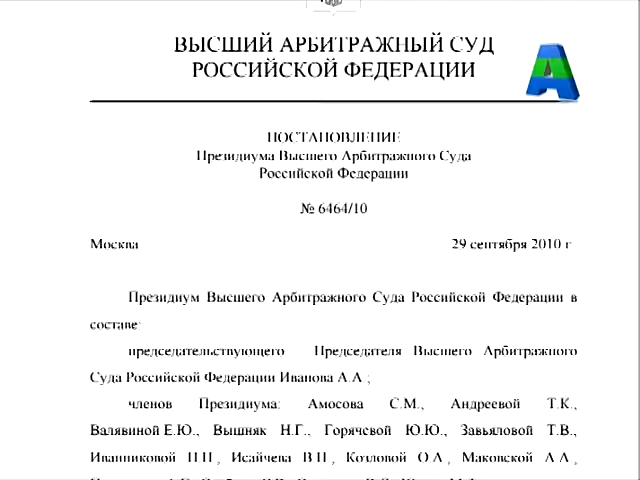 ВЫСШИЙ АРБИТРАЖНЫЙ СУД
РОССИЙСКОЙ ФЕДЕРАЦИИ
ПОСТАНОВЛЕНИЕ
Президиума Высшего Арбитражного Суда
Российской Федерации
№ 6464/10
Москва 29 сентября 2010 г
Президиум Высшего Арбитражного Суда Российской Федерации в
составе:
председательствующего Председателя Высшего Арбитражного
Суда Российской Федерации Иванова А.А.;
членов Президиума: Амосова С.М., Андреевой Т.К.,
Валявиной Е.Ю., Вышняк Н.Г., Горячевой Ю.Ю., Завьяловой Т.В.,
Иванниковой Н.П., Исайчева В.Н., Козловой О.А., Маковской А.А.,